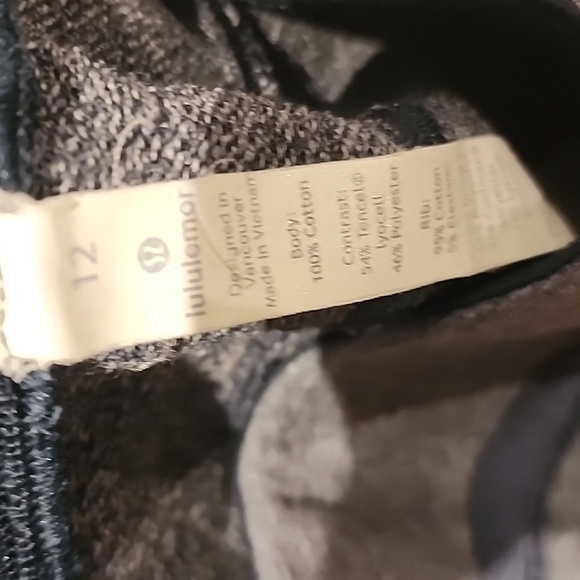 12
lululemon
Designed in
Vancouver
Made in Vietnam
Body:
100% Cotton
Contrast:
54% Tencel®
Lyocell
46% Polyester
Rib:
95% Cotton
5% Elastane